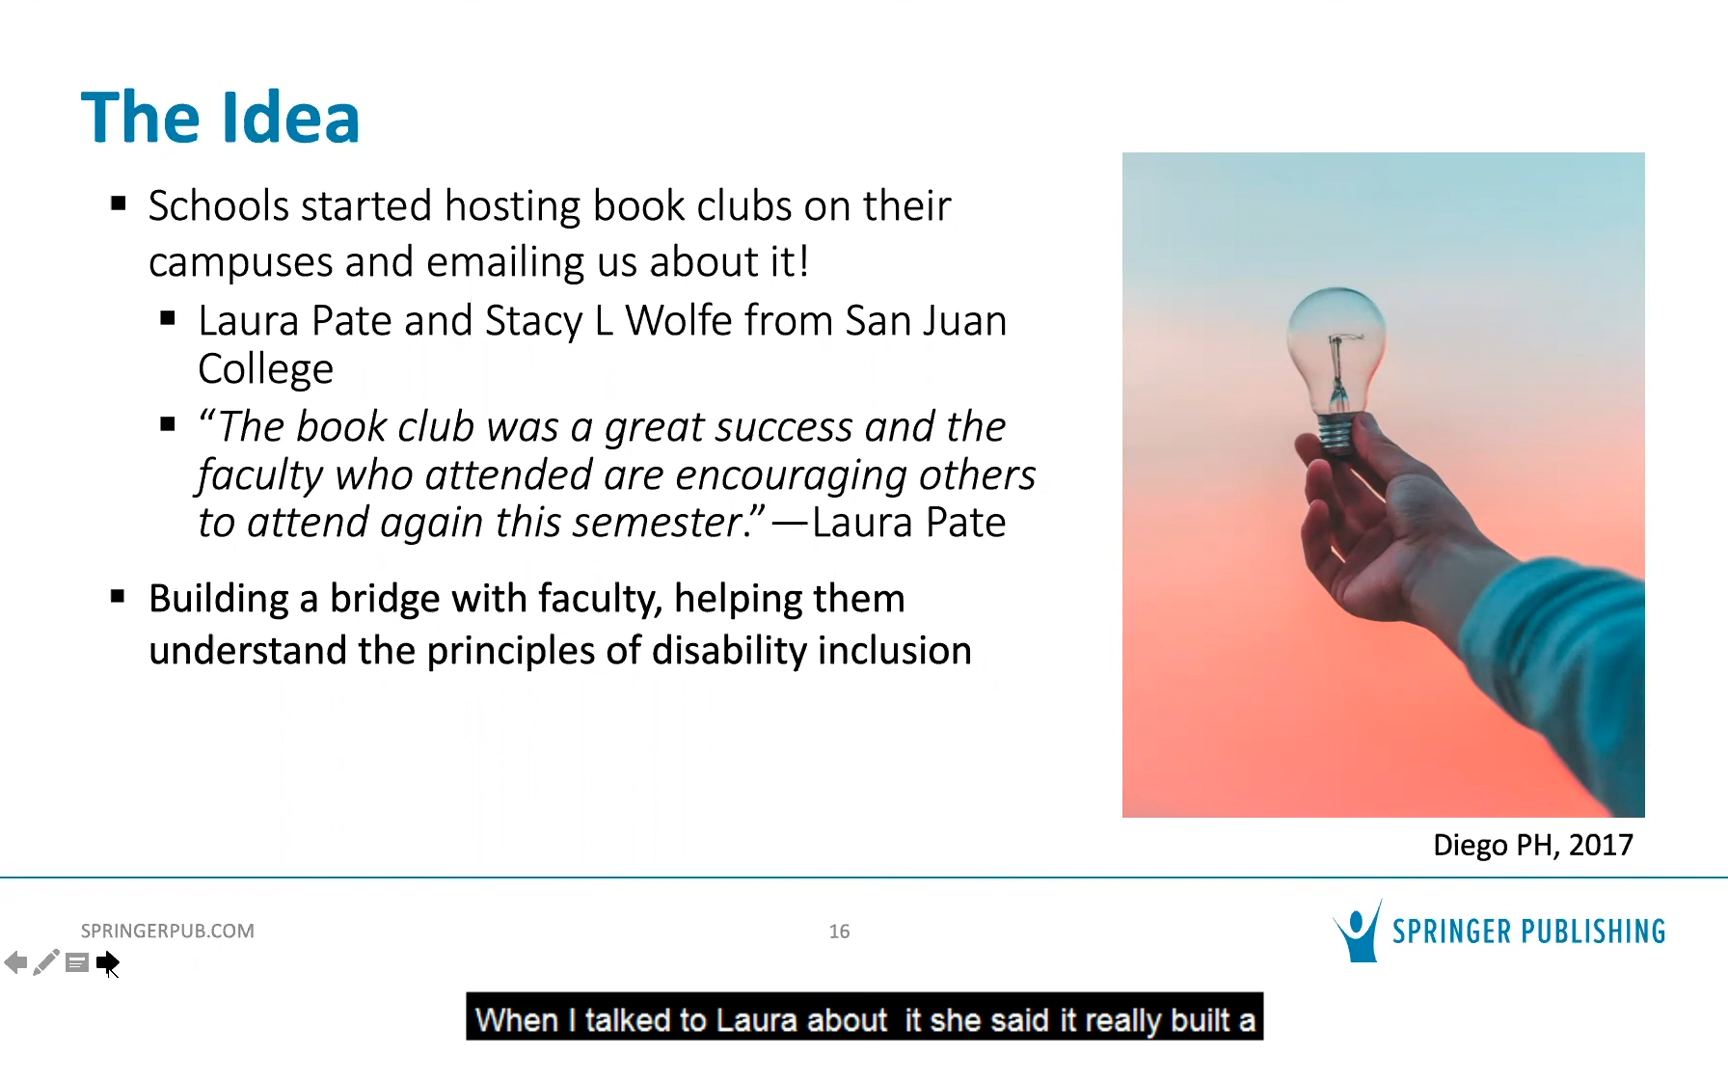 The Idea
▪ Schools started hosting book clubs on their
campuses and emailing us about it!
▪ Laura Pate and Stacy L Wolfe from San Juan
College
▪ “The book club was a great success and the
faculty who attended are encouraging others
to attend again this semester.”—Laura Pate
▪ Building a bridge with faculty, helping them
understand the principles of disability inclusion
Diego PH, 2017
SPRINGERPUB.COM
16
SPRINGER PUBLISHING
When I talked to Laura about  it she said it really built a